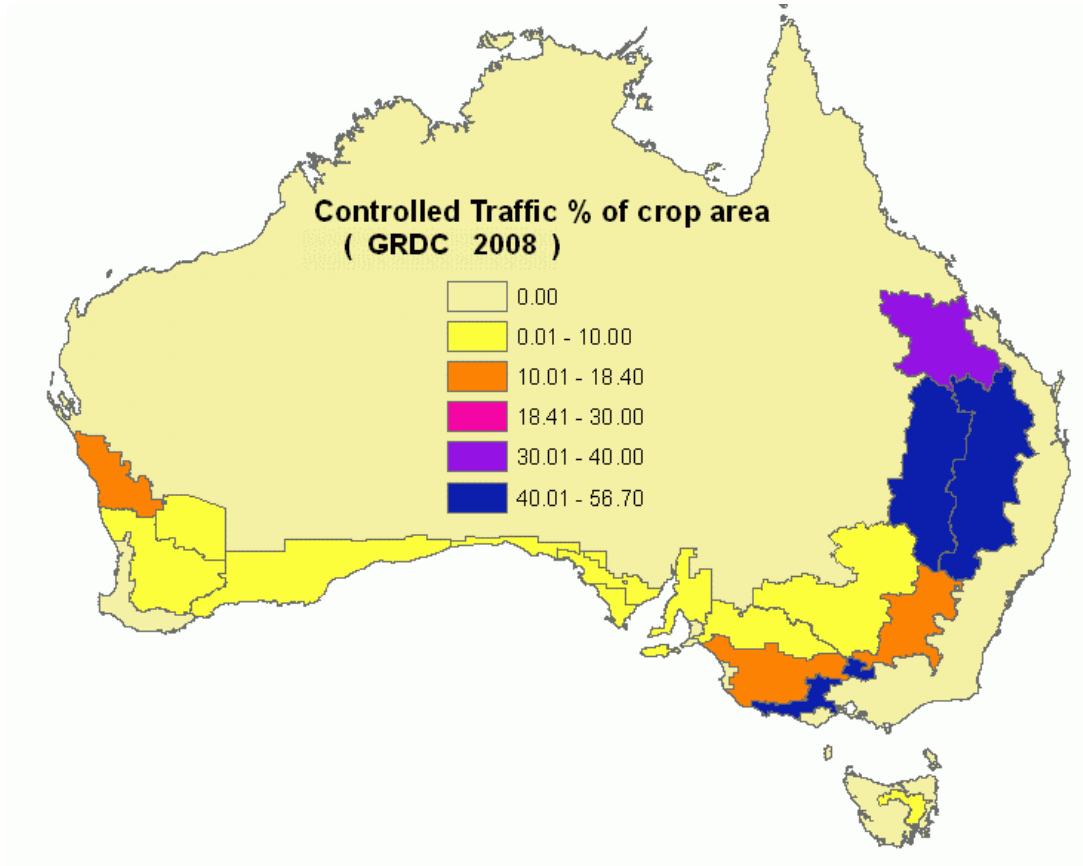 Controlled Traffic % of crop area
( GRDC 2008 )
0.00
0.01 - 10.00
10.01 - 18.40
18.41 - 30.00
30.01 - 40.00
40.01 - 56.70